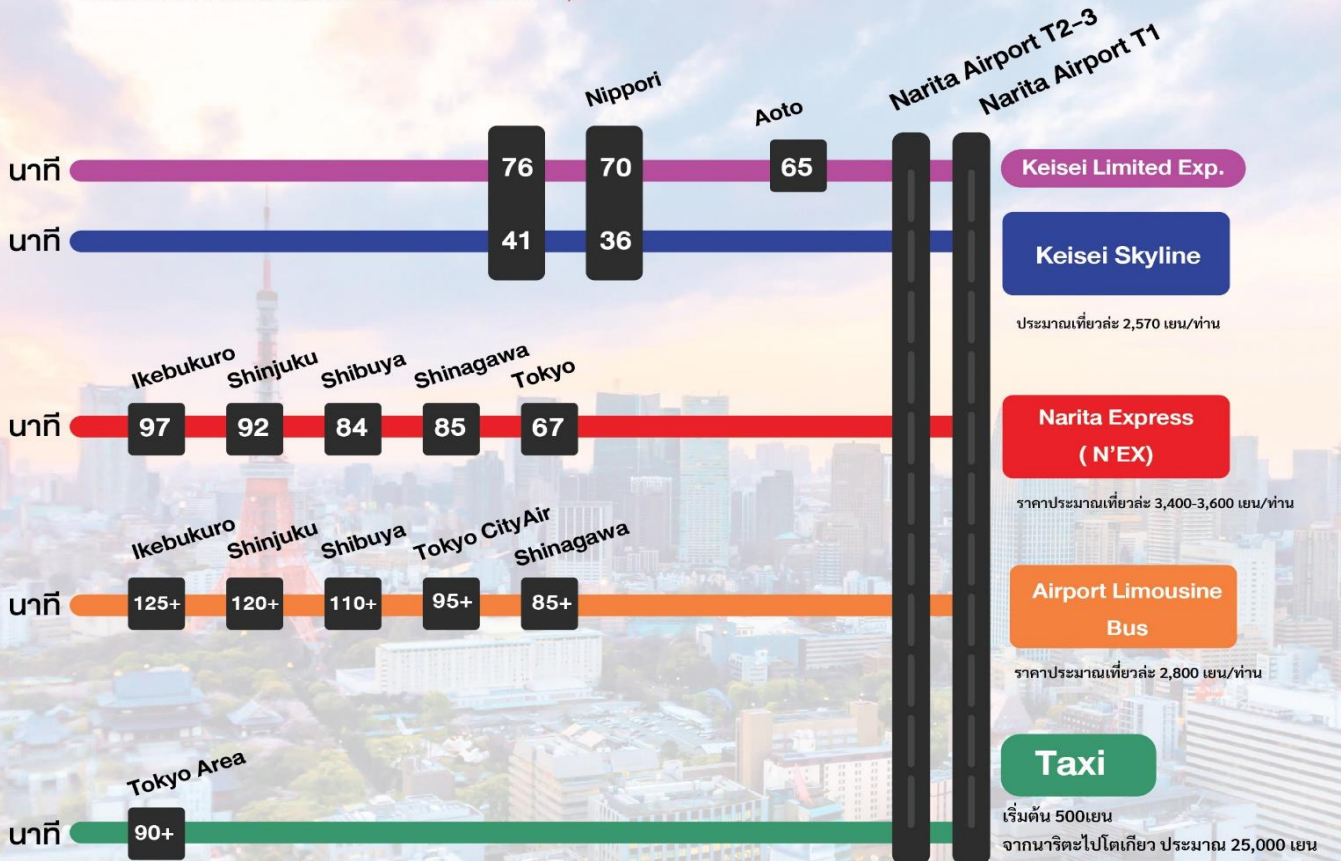 Narita Airport T2-3
Narita Airport T1
Nippori
Aoto
นาที
76
70
65
Keisei Limited Exp.
นาที
41
36
Keisei Skyline
ประมาณเที่ยวล่ะ 2,570 เยน/ท่าน
Ikebukuro
Shinjuku
Shibuya
Shinagawa
Tokyo
นาที
97
92
84
85
67
Narita Express
( N'EX)
ราคาประมาณเที่ยวล่ะ 3,400-3,600 เยน/ท่าน
Ikebukuro
Shinjuku
Shibuya
Tokyo CityAir
Shinagawa
นาที
125+
120+
110+
95+
85+
Airport Limousine
Bus
ราคาประมาณเที่ยวล่ะ 2,800 เยน/ท่าน
Tokyo Area
นาที
90+
Taxi
เริ่มต้น 500เยน
จากนาริตะไปโตเกียว ประมาณ 25,000 เยน